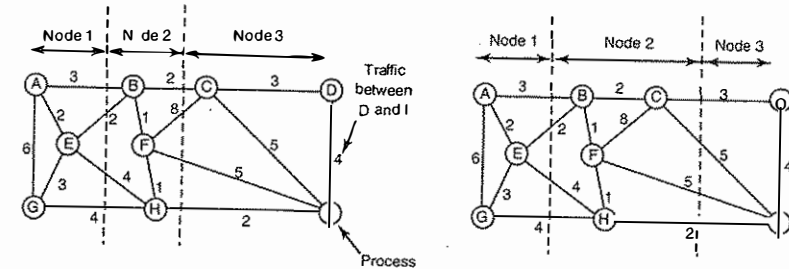 Node 1 N de 2 Node 3
A 3 B 2 C 3 D
Traffic
between
D and I
2 2 1 8
6 E F
5
5 4
3 4 1
G 4 H 2
Process
Node 1 Node 2 Node 3
A 3 B 2 C 3 O
2 2 1 8
6 E F
5
5 4
3 4 1
G 4 H 2